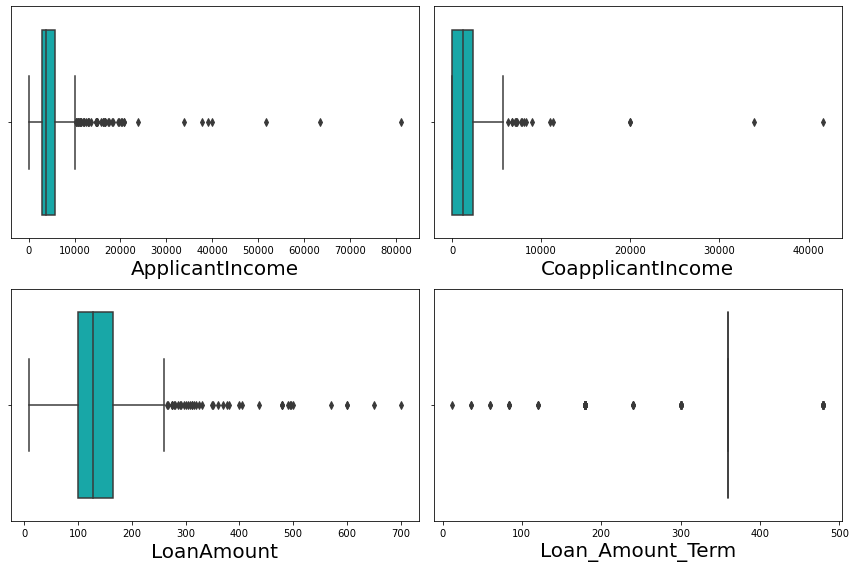 0 10000 20000 30000 40000 50000 60000 70000 80000
ApplicantIncome
0 10000 20000 30000 40000
CoapplicantIncome
0 100 200 300 400 500 600 700
LoanAmount
0 100 200 300 400 500
Loan_Amount_Term